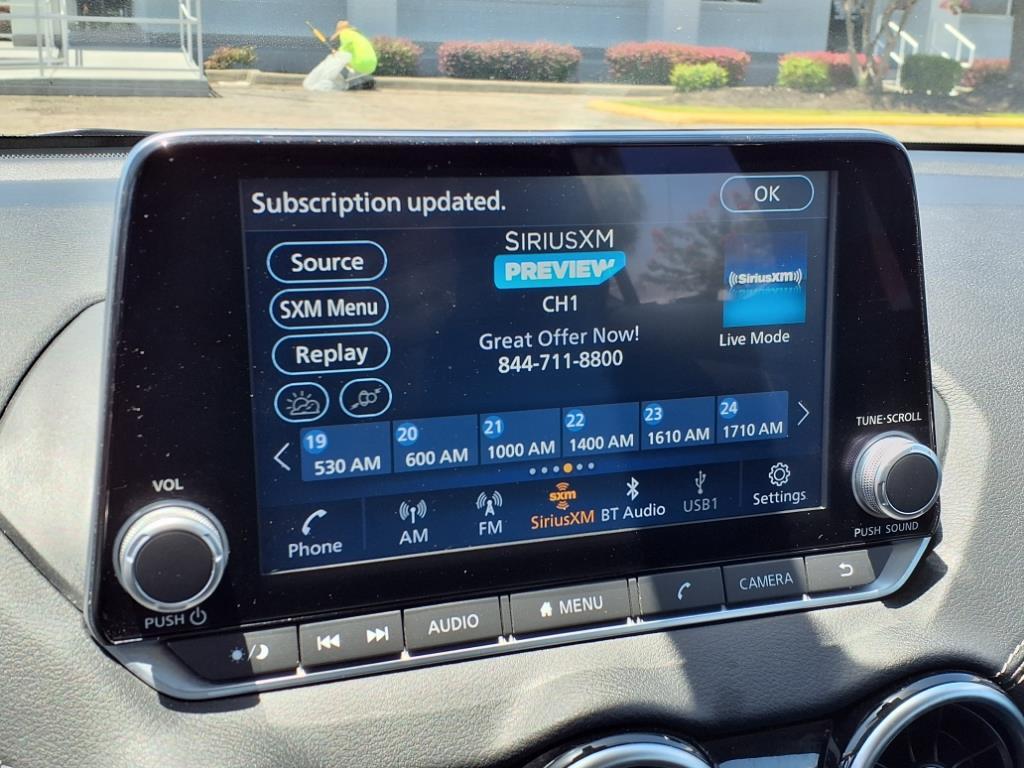 Subscription updated.
OK
Source
SXM Menu
Replay
SIRIUSXM
PREVIEW
CH1
Great Offer Now!
844-711-8800
((SiriusXM))
Live Mode
19 530 AM
20 600 AM
21 1000 AM
22 1400 AM
23 1610 AM
24 1710 AM
Phone
AM
FM
sxm
SiriusXM
BT Audio
USB1
Settings
VOL
PUSH
TUNE·SCROLL
PUSH SOUND
AUDIO
MENU
CAMERA